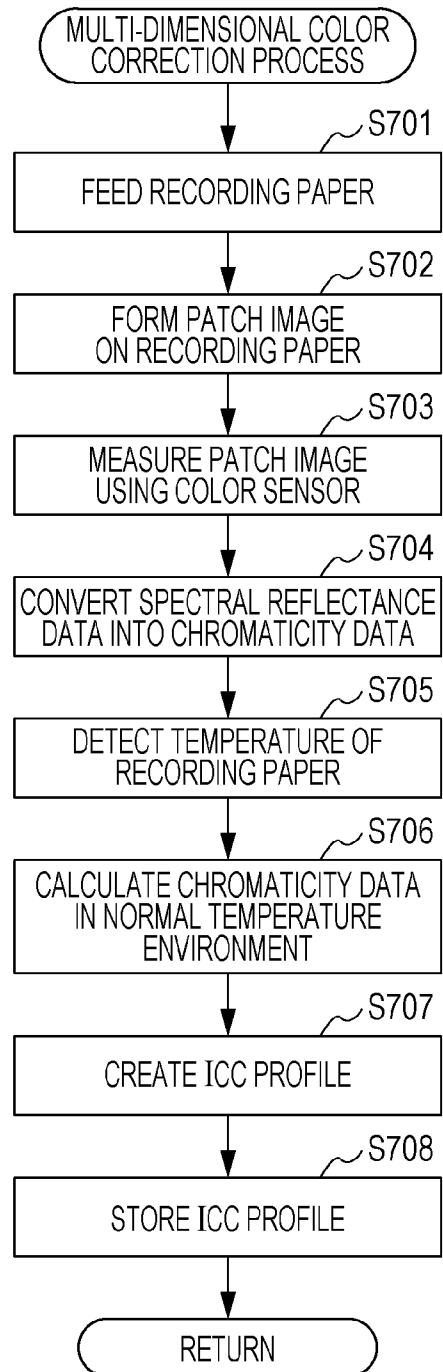 MULTI-DIMENSIONAL COLOR
CORRECTION PROCESS
S701
FEED RECORDING PAPER
S702
FORM PATCH IMAGE
ON RECORDING PAPER
S703
MEASURE PATCH IMAGE
USING COLOR SENSOR
S704
CONVERT SPECTRAL REFLECTANCE
DATA INTO CHROMATICITY DATA
S705
DETECT TEMPERATURE OF
RECORDING PAPER
S706
CALCULATE CHROMATICITY DATA
IN NORMAL TEMPERATURE
ENVIRONMENT
S707
CREATE ICC PROFILE
S708
STORE ICC PROFILE
RETURN